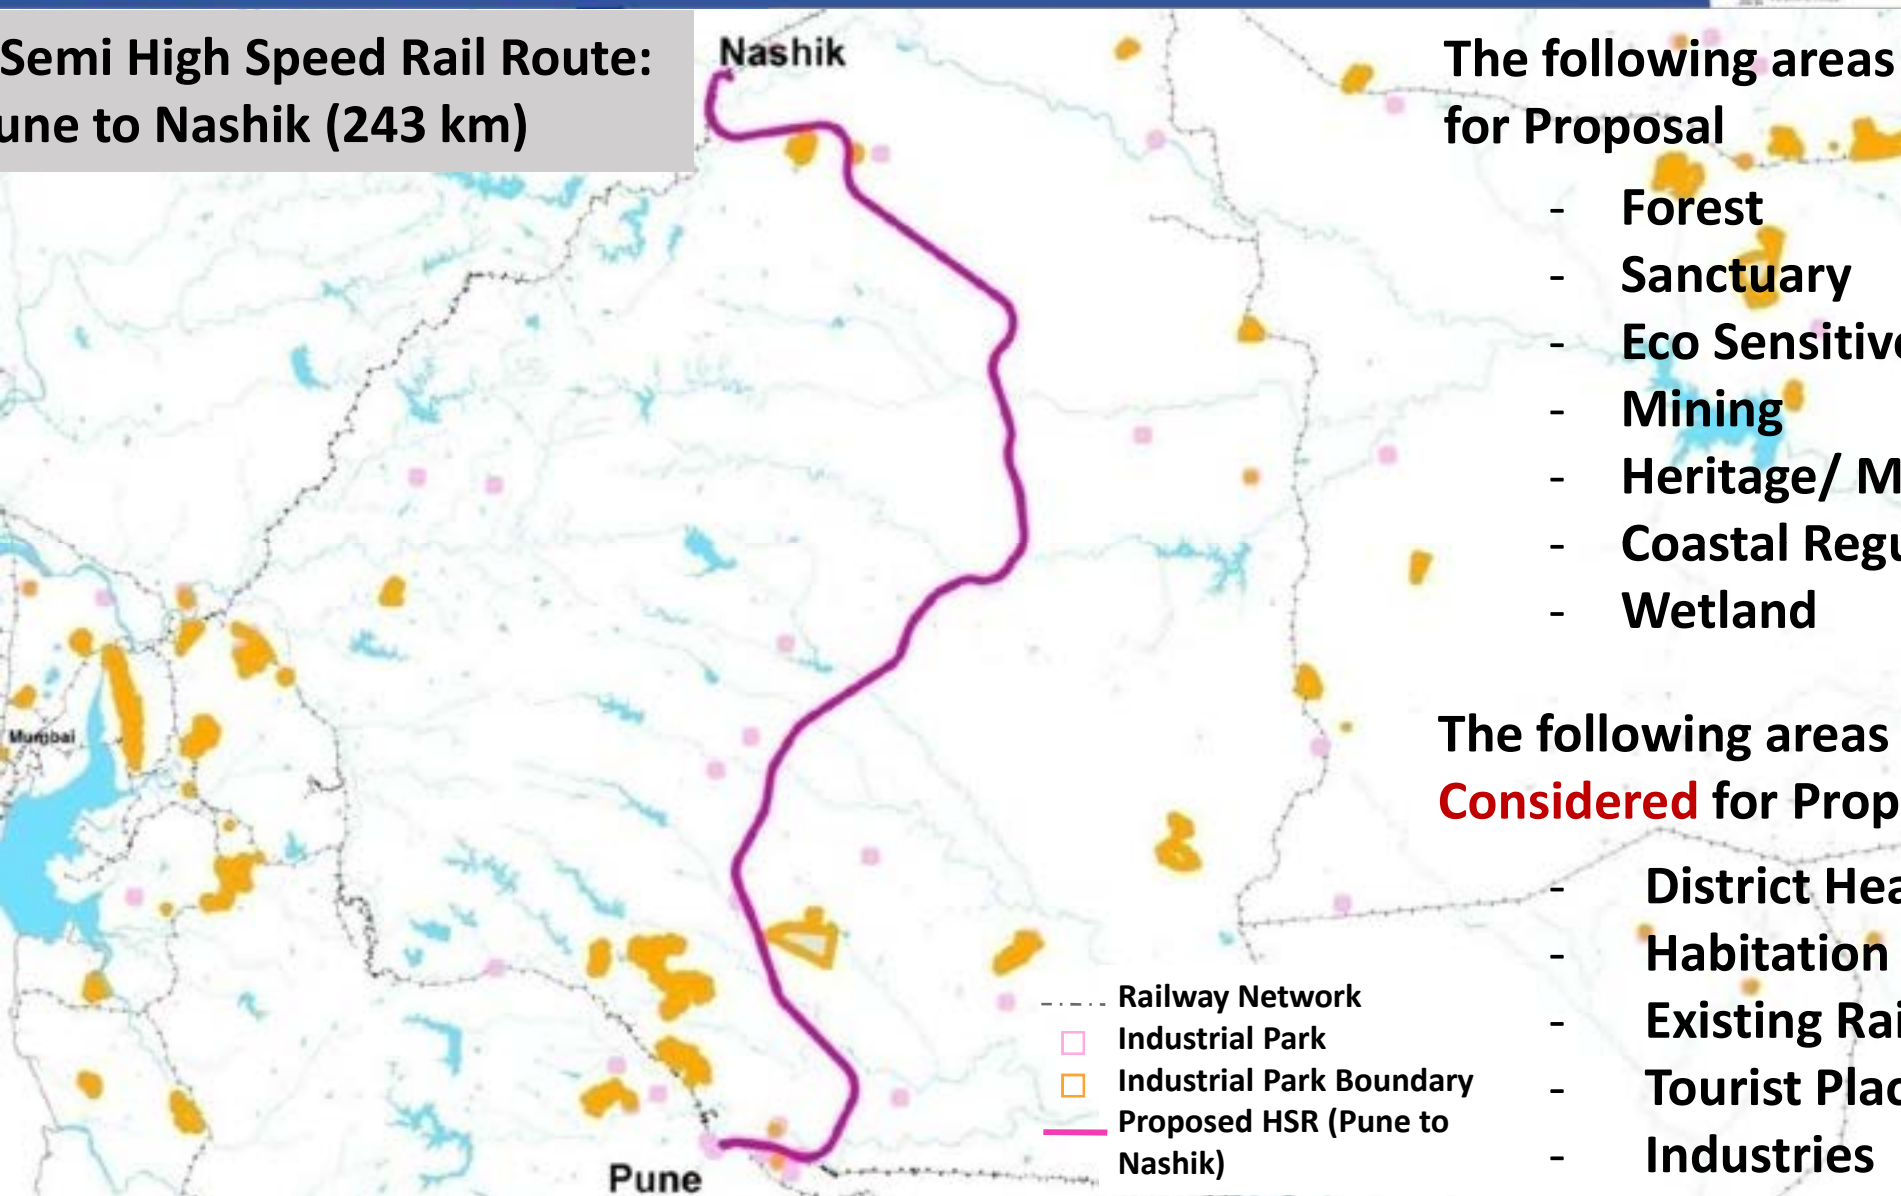 Semi High Speed Rail Route:
une to Nashik (243 km)
Nashik
The following areas
for Proposal
- Forest
- Sanctuary
- Eco Sensitive
- Mining
- Heritage/ M
- Coastal Regu
- Wetland
Mumbai
The following areas
Considered for Prop
- District Hea
- Habitation
- Existing Rai
- Tourist Plac
- Industries
Railway Network
Industrial Park
Industrial Park Boundary
Proposed HSR (Pune to
Nashik)
Pune